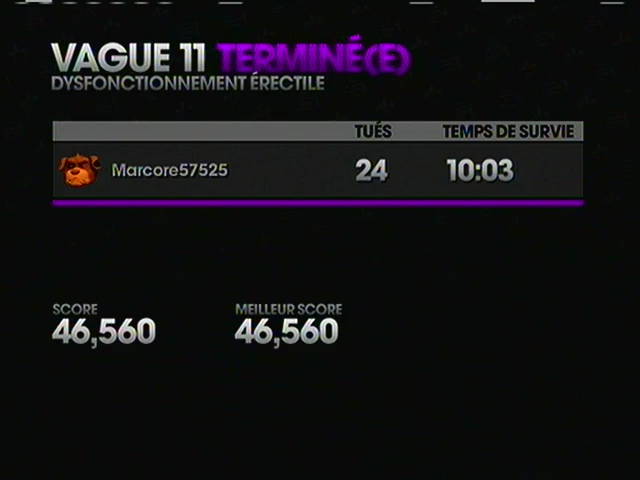 VAGUE 11 TERMINÉ(E)
DYSFONCTIONNEMENT ÉRECTILE
TUÉS TEMPS DE SURVIE
Marcore57525 24 10:03
SCORE MEILLEUR SCORE
46,560 46,560